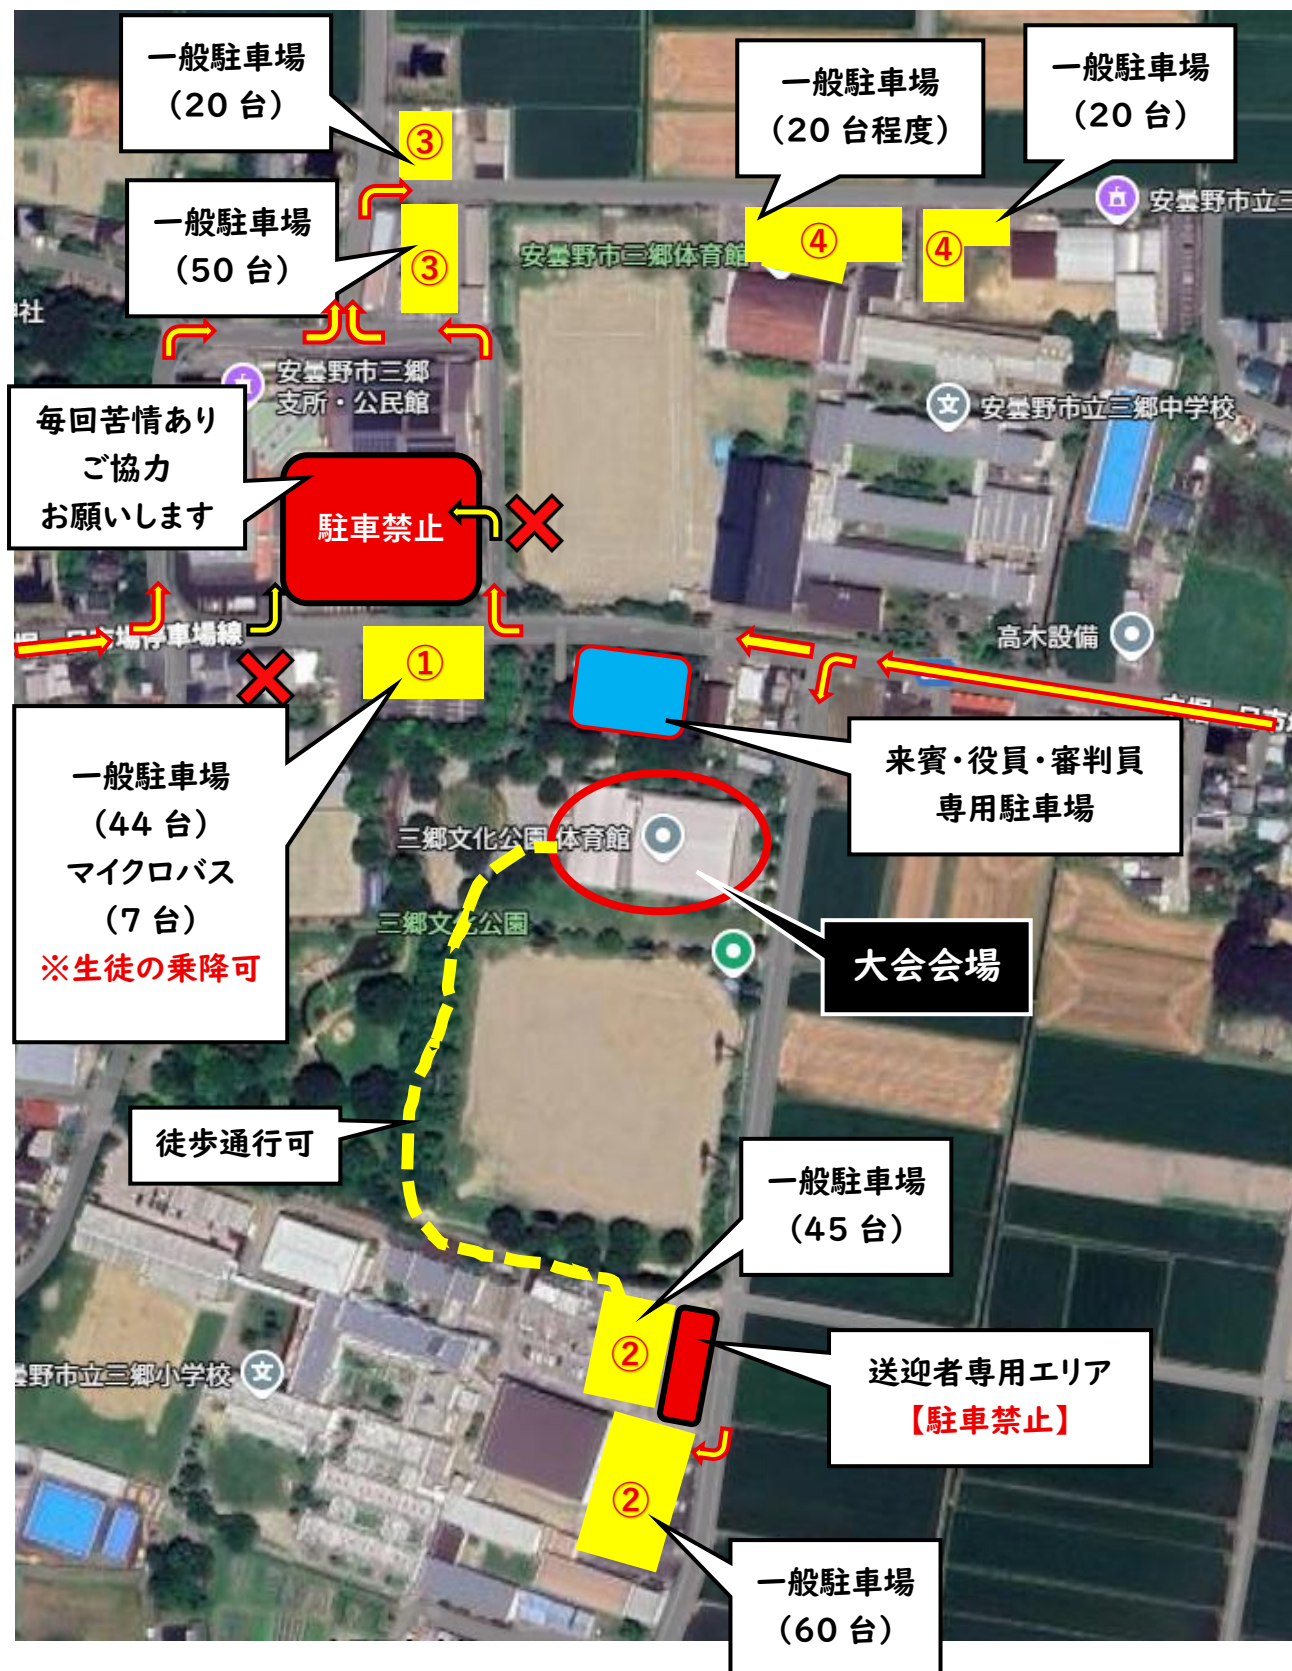 一般駐車場
(20 台)
③
一般駐車場
(20 台程度)
一般駐車場
(20 台)
一般駐車場
(50 台)
③
④
④
安曇野市立三
安曇野市三郷体育館
神社
安曇野市三郷
支所・公民館
安曇野市立三郷中学校
毎回苦情あり
ご協力
お願いします
駐車禁止
日市場停車場線
高木設備
①
一般駐車場
(44 台)
マイクロバス
(7 台)
※生徒の乗降可
来賓・役員・審判員
専用駐車場
三郷文化公園 体育館
三郷文化公園
大会会場
徒歩通行可
一般駐車場
(45 台)
②
送迎者専用エリア
【駐車禁止】
曇野市立三郷小学校
②
一般駐車場
(60 台)